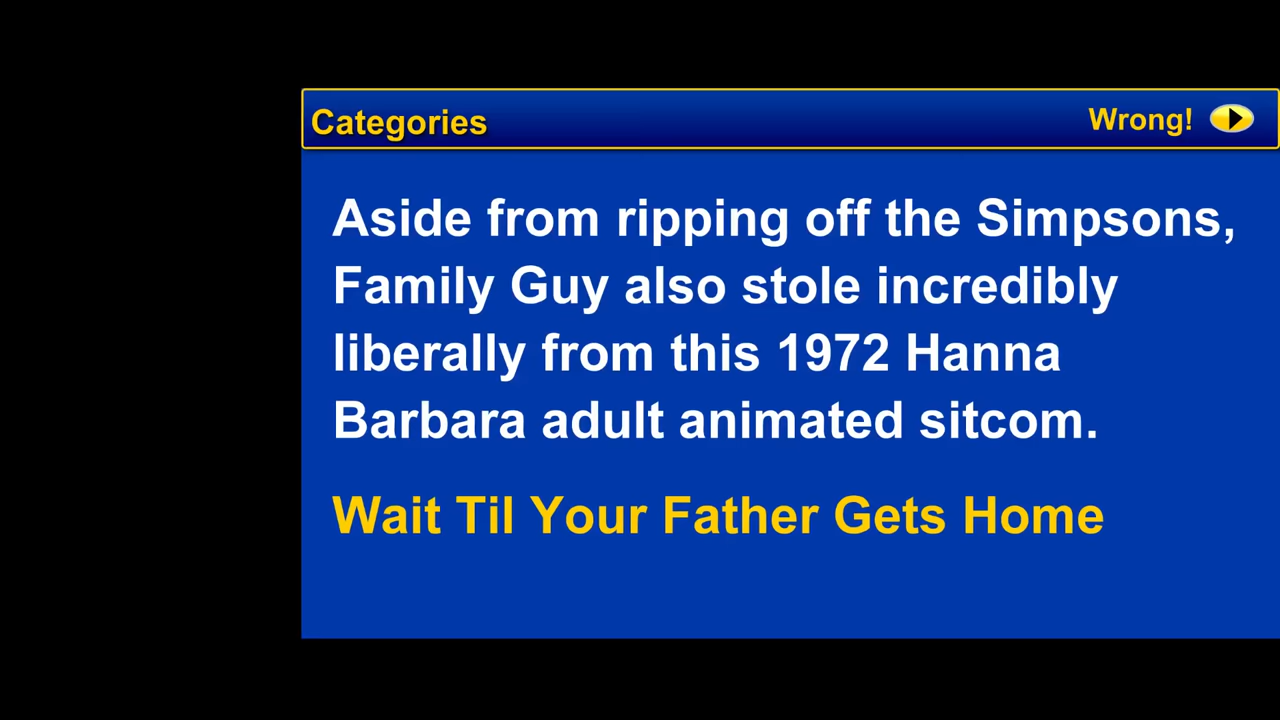 Categories
Wrong!
Aside from ripping off the Simpsons,
Family Guy also stole incredibly
liberally from this 1972 Hanna
Barbara adult animated sitcom.
Wait Til Your Father Gets Home